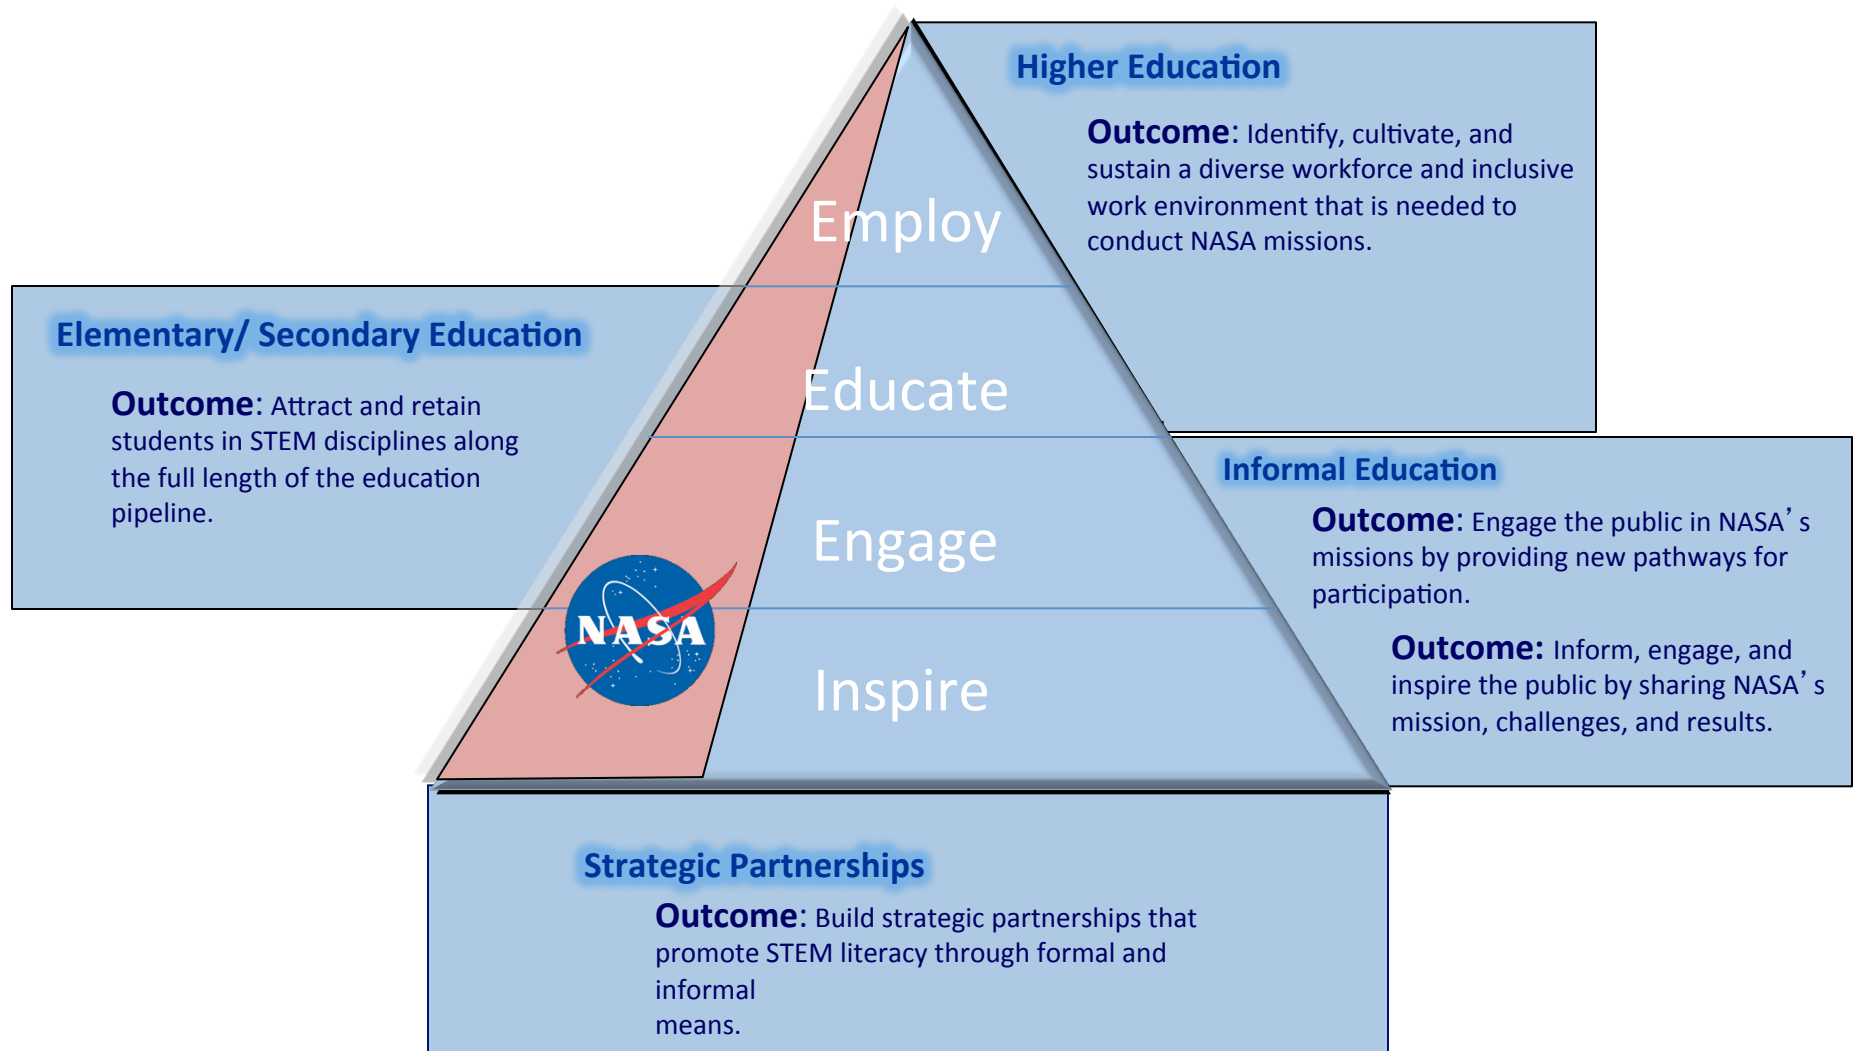 Higher Education
Outcome: Identify, cultivate, and
sustain a diverse workforce and inclusive
work environment that is needed to
conduct NASA missions.
Employ
Educate
Engage
Inspire
Elementary/ Secondary Education
Outcome: Attract and retain
students in STEM disciplines along
the full length of the education
pipeline.
NASA
Informal Education
Outcome: Engage the public in NASA’s
missions by providing new pathways for
participation.
Outcome: Inform, engage, and
inspire the public by sharing NASA’s
mission, challenges, and results.
Strategic Partnerships
Outcome: Build strategic partnerships that
promote STEM literacy through formal and
informal
means.